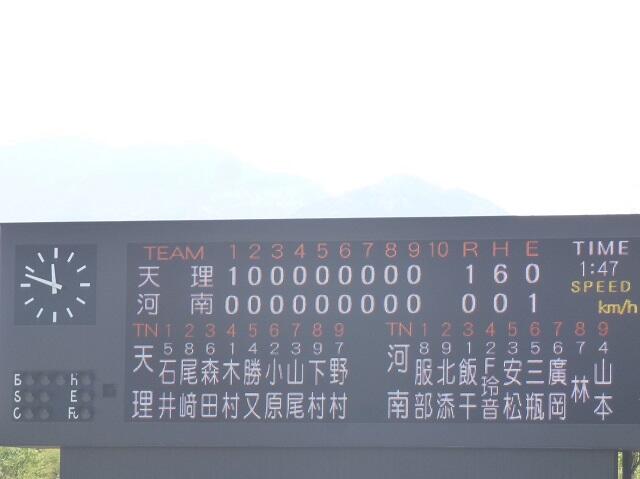 TEAM 1 2 3 4 5 6 7 8 9 10 R H E TIME
天理 1 0 0 0 0 0 0 0 0 1 6 0 1:47
河南 0 0 0 0 0 0 0 0 0 0 0 1 SPEED
km/h
TN 1 2 3 4 5 6 7 8 9 TN 1 2 3 4 5 6 7 8 9
5 8 6 1 4 2 3 9 7 8 9 1 4 2 3 5 6 7 4
天理 石井 尾崎 森田 木村 勝又 小原 山尾 下村 野村
河南 服部 北添 飯干 F玲音 安松 三瓶 廣岡 林 山本
B H
S E
C FL